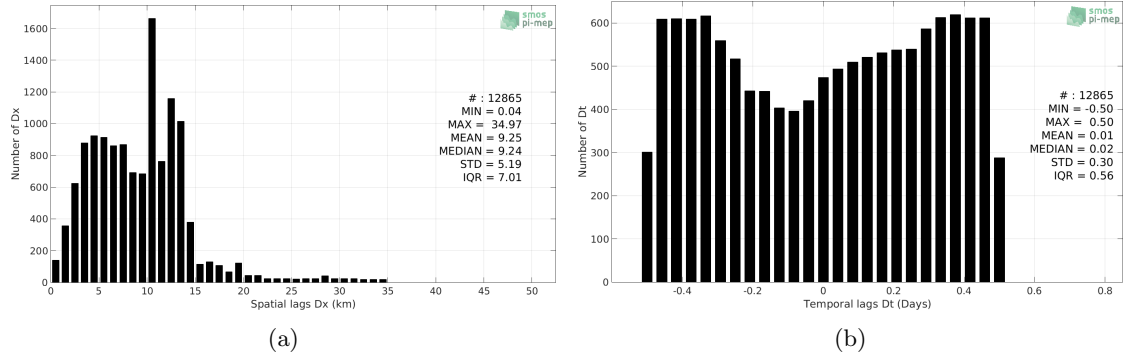 1600
1400
1200
1000
800
600
400
200
0
Number of Dx
smos
pi-mep
# : 12865
MIN = 0.04
MAX = 34.97
MEAN = 9.25
MEDIAN = 9.24
STD = 5.19
IQR = 7.01
0 5 10 15 20 25 30 35 40 45 50
Spatial lags Dx (km)
(a)
600
500
400
300
200
100
0
Number of Dt
smos
pi-mep
# : 12865
MIN = -0.50
MAX = 0.50
MEAN = 0.01
MEDIAN = 0.02
STD = 0.30
IQR = 0.56
-0.4 -0.2 0 0.2 0.4 0.6 0.8
Temporal lags Dt (Days)
(b)